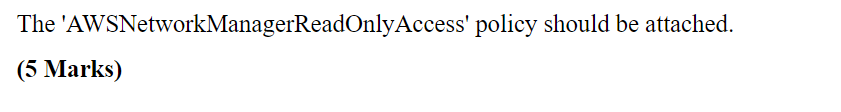 The 'AWSNetworkManagerReadOnlyAccess' policy should be attached.
(5 Marks)